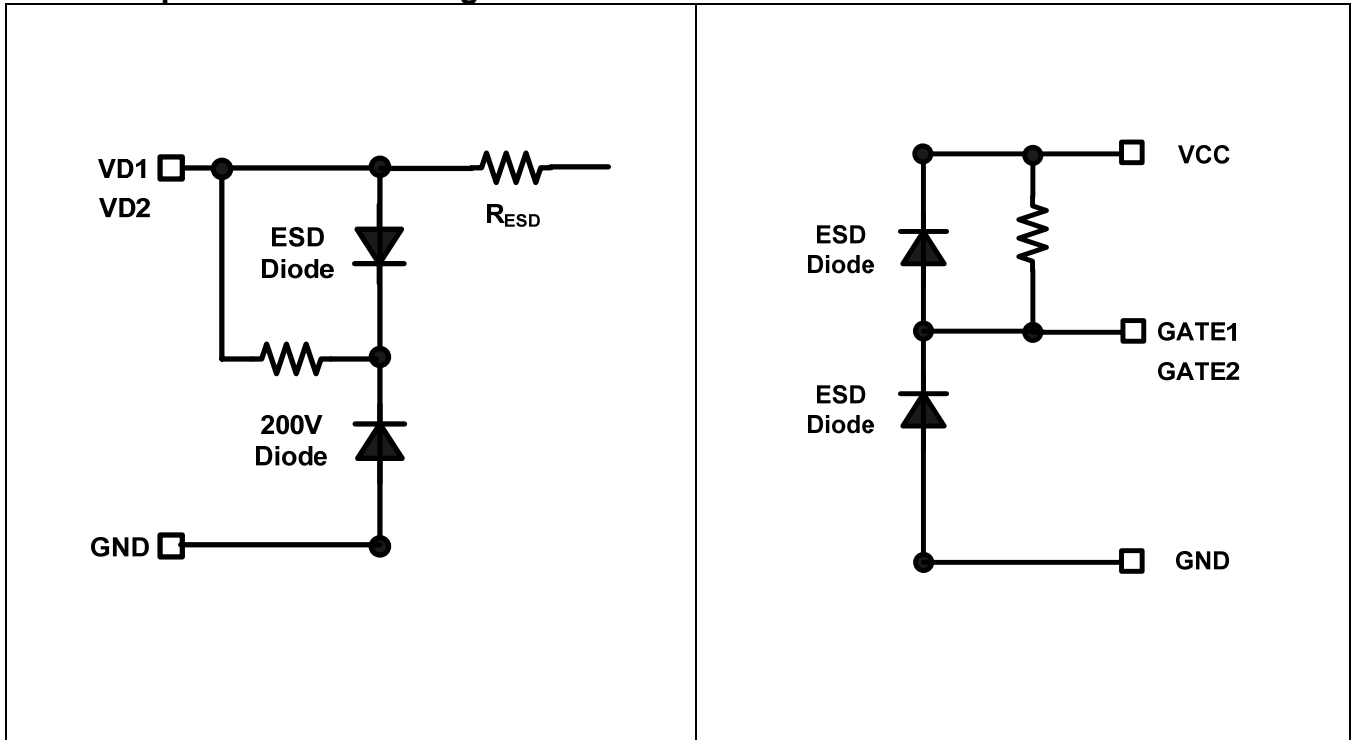 VD1
VD2
ESD
Diode
RESD
200V
Diode
GND
VCC
ESD
Diode
GATE1
GATE2
ESD
Diode
GND